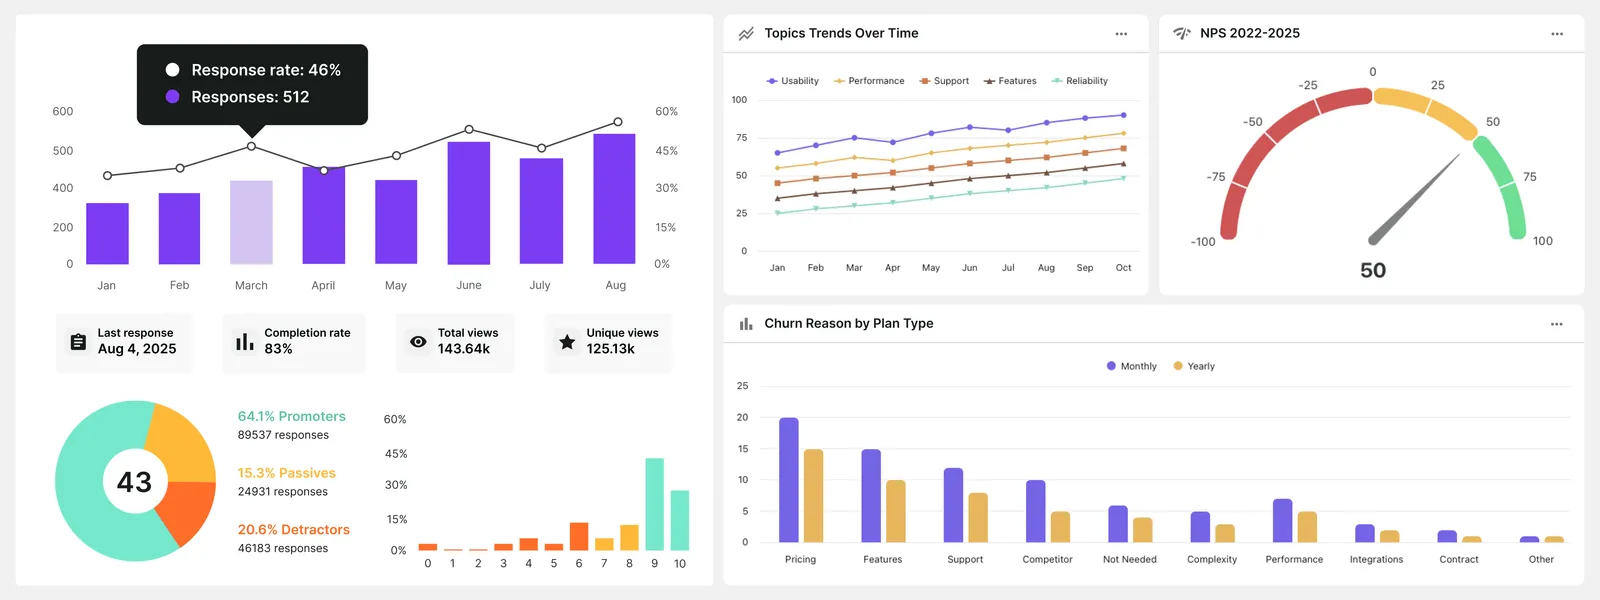 Response rate: 46%
Responses: 512
600
500
400
200
0
60%
45%
30%
15%
0%
Jan
Feb
March
April
May
June
July
Aug
Last response
Aug 4, 2025
Completion rate
83%
Total views
143.64k
Unique views
125.13k
43
64.1% Promoters
89537 responses
15.3% Passives
24931 responses
20.6% Detractors
46183 responses
60%
45%
30%
15%
0%
0 1 2 3 4 5 6 7 8 9 10
Topics Trends Over Time
Usability Performance Support Features Reliability
100
75
50
25
0
Jan Feb Mar Apr May Jun Jul Aug Sep Oct
NPS 2022-2025
-100
-75
-50
-25
0
25
50
75
100
50
Churn Reason by Plan Type
Monthly Yearly
25
20
15
10
5
0
Pricing Features Support Competitor Not Needed Complexity Performance Integrations Contract Other